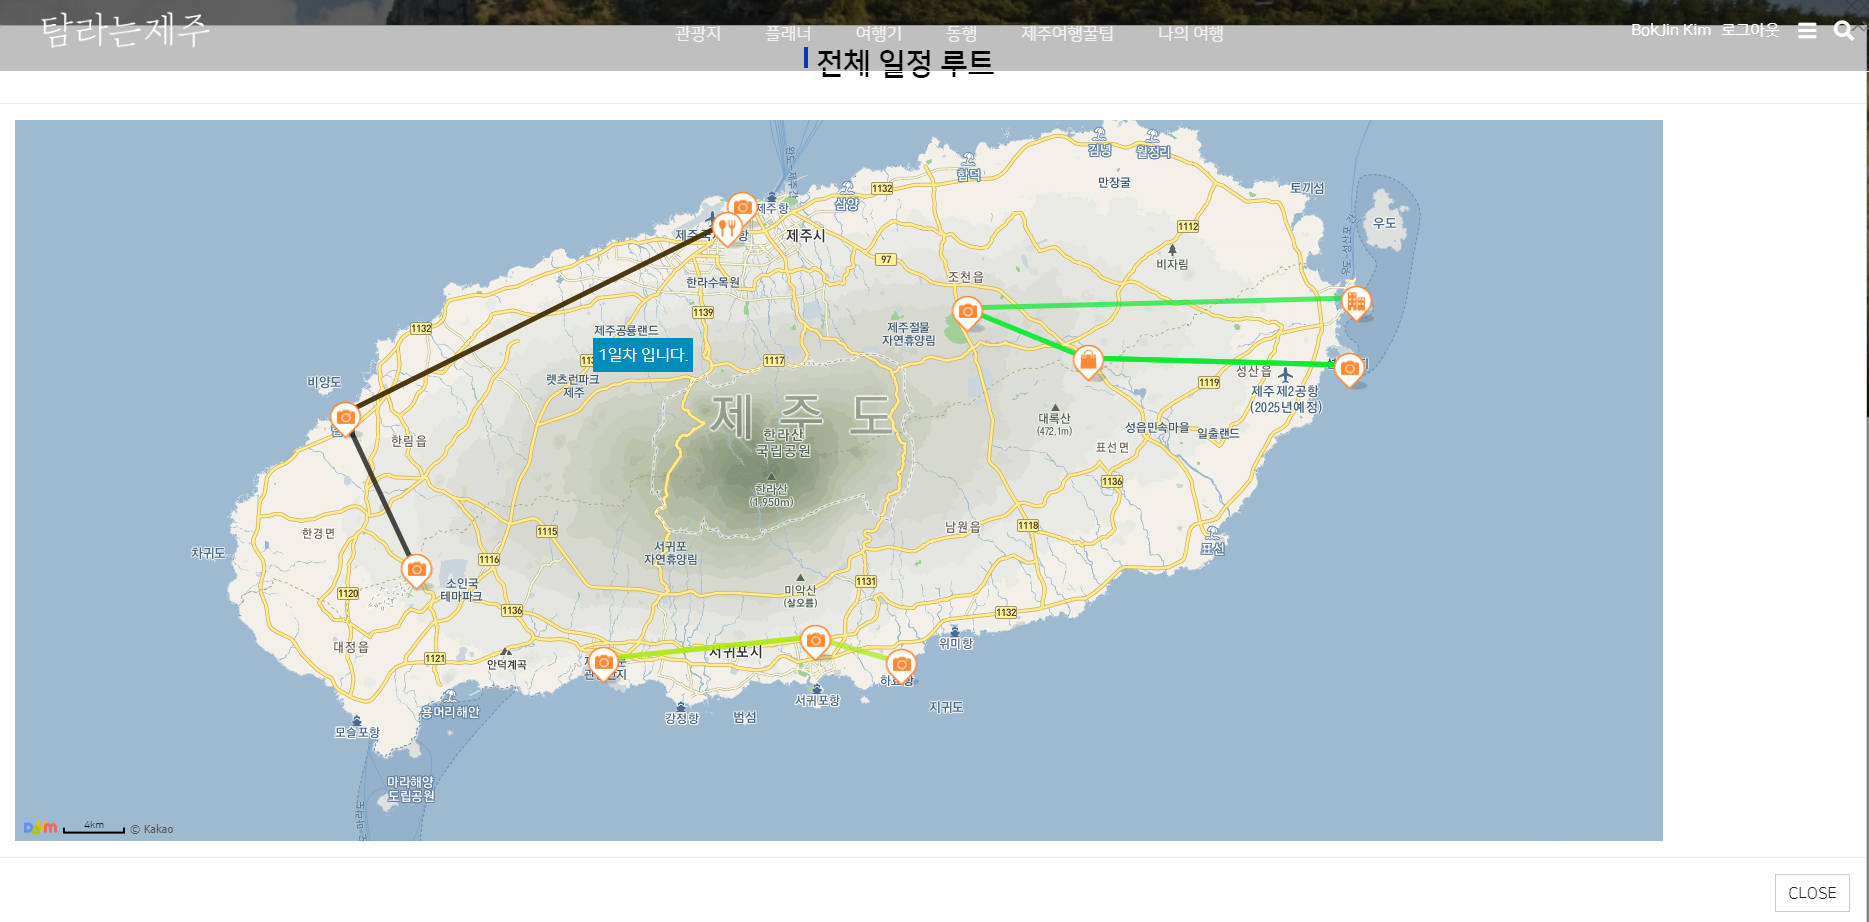 탐라는제주
관광지 플래너 여행기 동행 제주여행꿀팁 나의 여행
BokJin Kim 로그아웃
전체 일정 루트
김녕
월정리
함덕
만장굴
토끼섬
1132
삼양
제주항
우도
1112
제주시
97
비자림
조천읍
한라수목원
1139
1132
제주공룡랜드
제주절물
자연휴양림
1일차 입니다.
1117
렛츠런파크
제주
비양도
성산읍
1119
제주 제2공항
(2025년예정)
제 주 도
대록산
(472.1m)
성읍민속마을
일출랜드
한림읍
한라산
국립공원
표선면
한라산
(1,950m)
1136
한경면
1115
남원읍
1118
차귀도
서귀포
자연휴양림
표선
1116
소인국
테마파크
미악산
(살오름)
1131
1120
1136
1132
대정읍
1121
안덕계곡
서귀포시
위미항
하효항
서귀포항
지귀도
강정항
범섬
용머리해안
모슬포항
마라해양
도립공원
4km
© Kakao
CLOSE